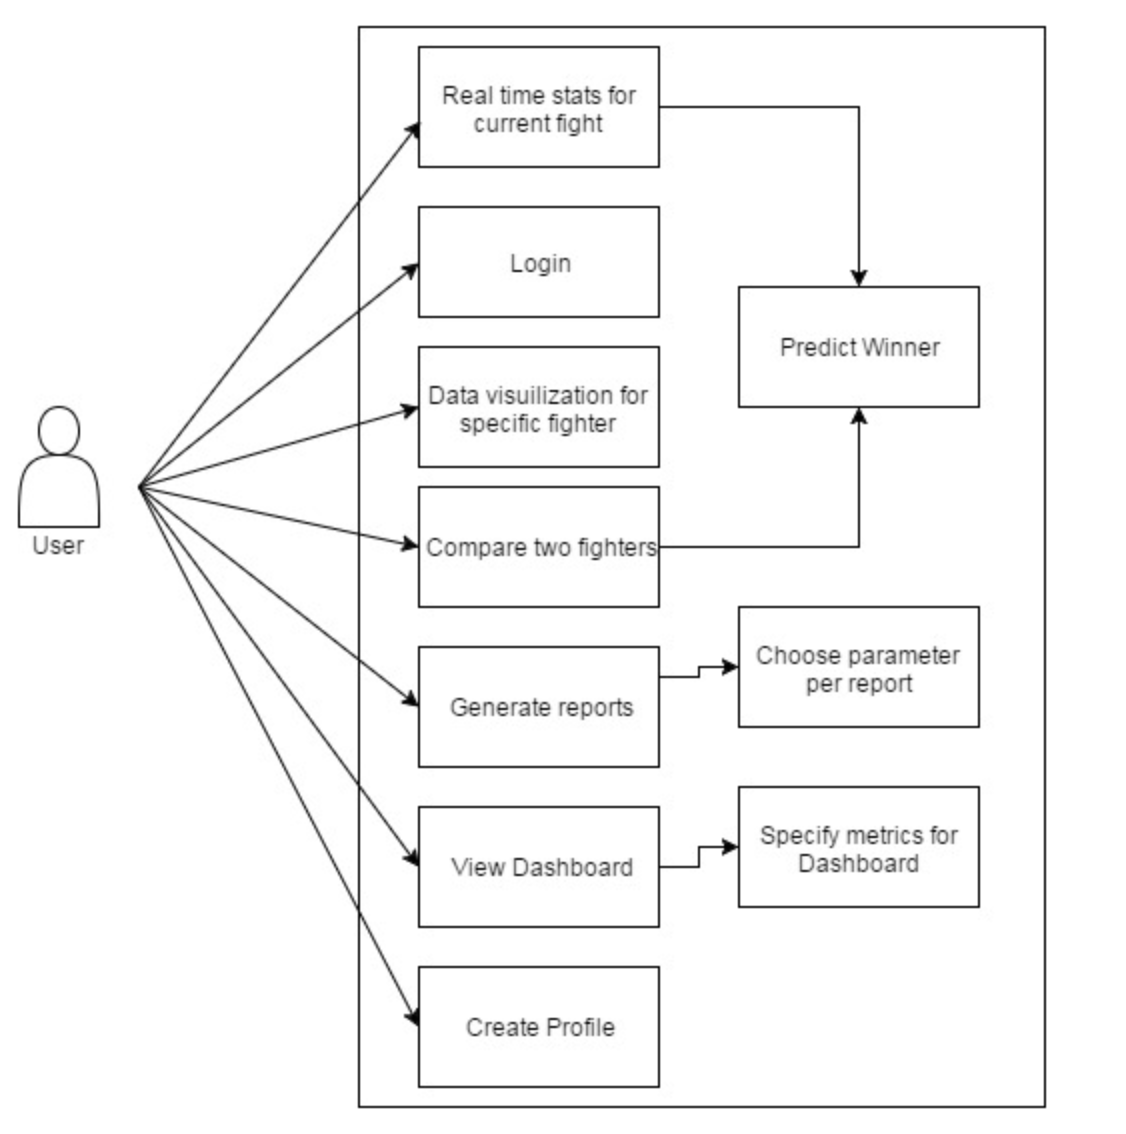 Real time stats for
current fight
Login
Predict Winner
Data visuilization for
specific fighter
User
Compare two fighters
Choose parameter
per report
Generate reports
Specify metrics for
Dashboard
View Dashboard
Create Profile